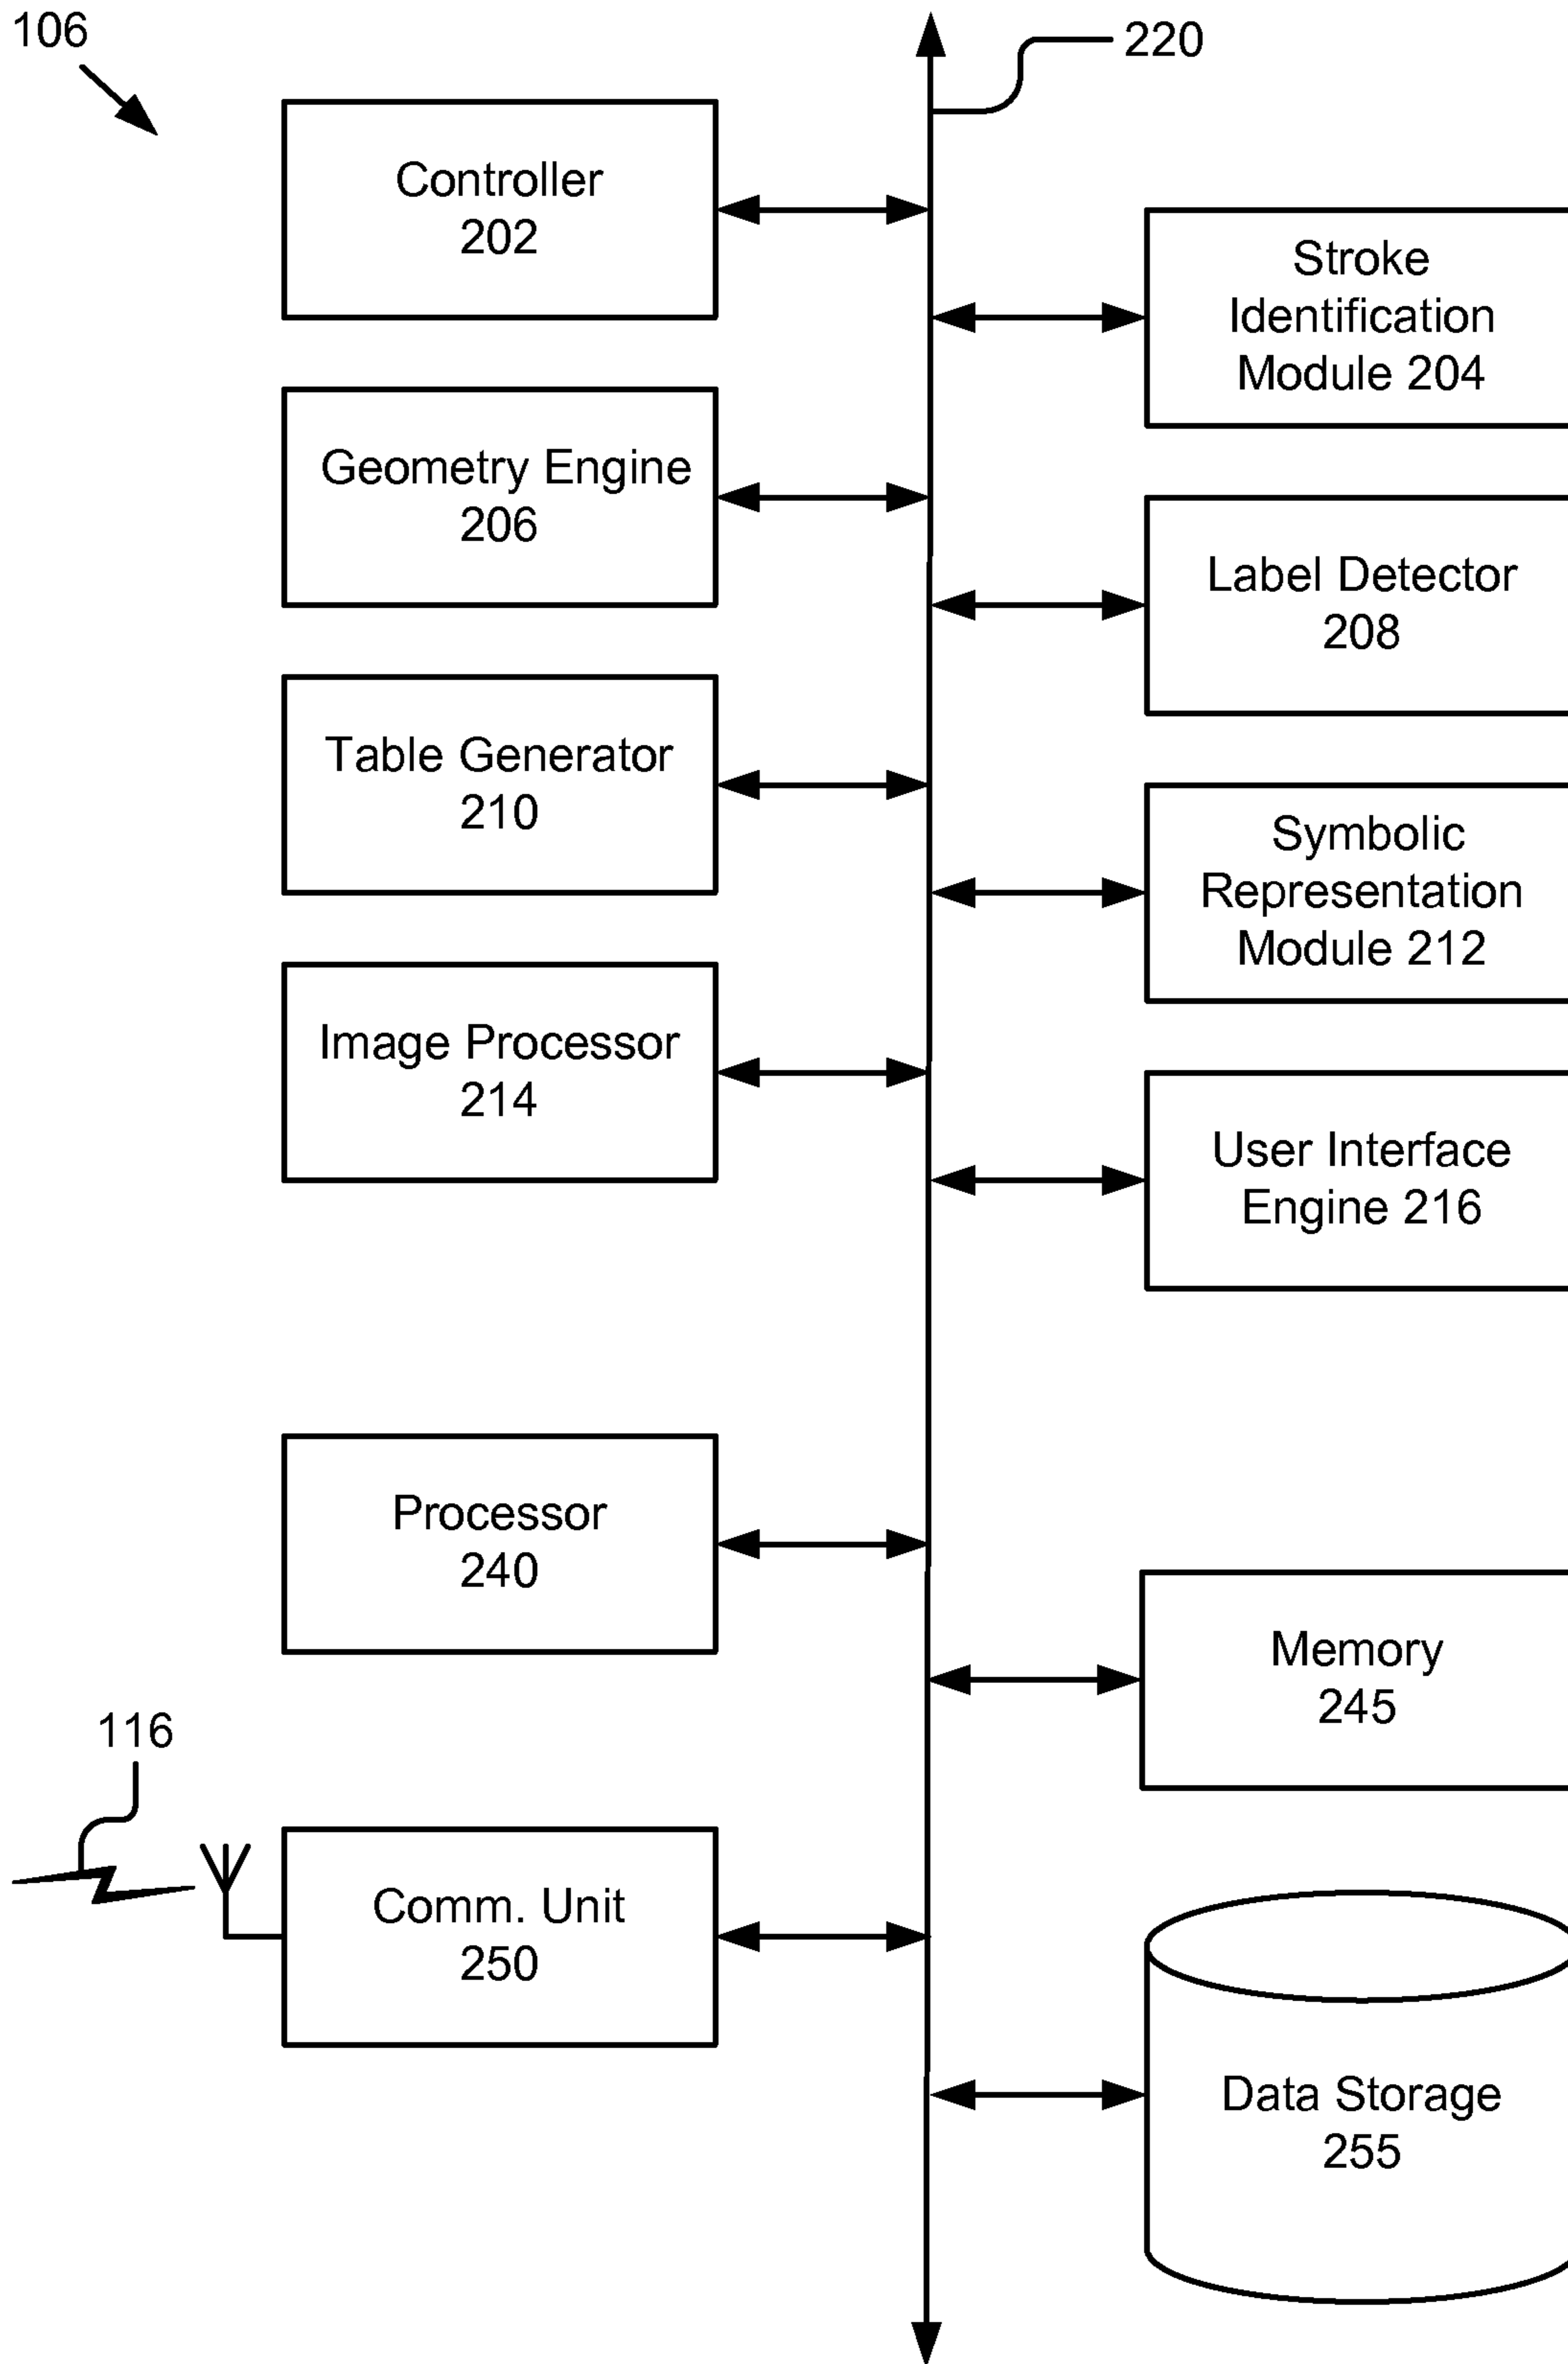 106
220
Controller
202
Stroke
Identification
Module 204
Geometry Engine
206
Label Detector
208
Table Generator
210
Symbolic
Representation
Module 212
Image Processor
214
User Interface
Engine 216
Processor
240
Memory
245
116
Comm. Unit
250
Data Storage
255